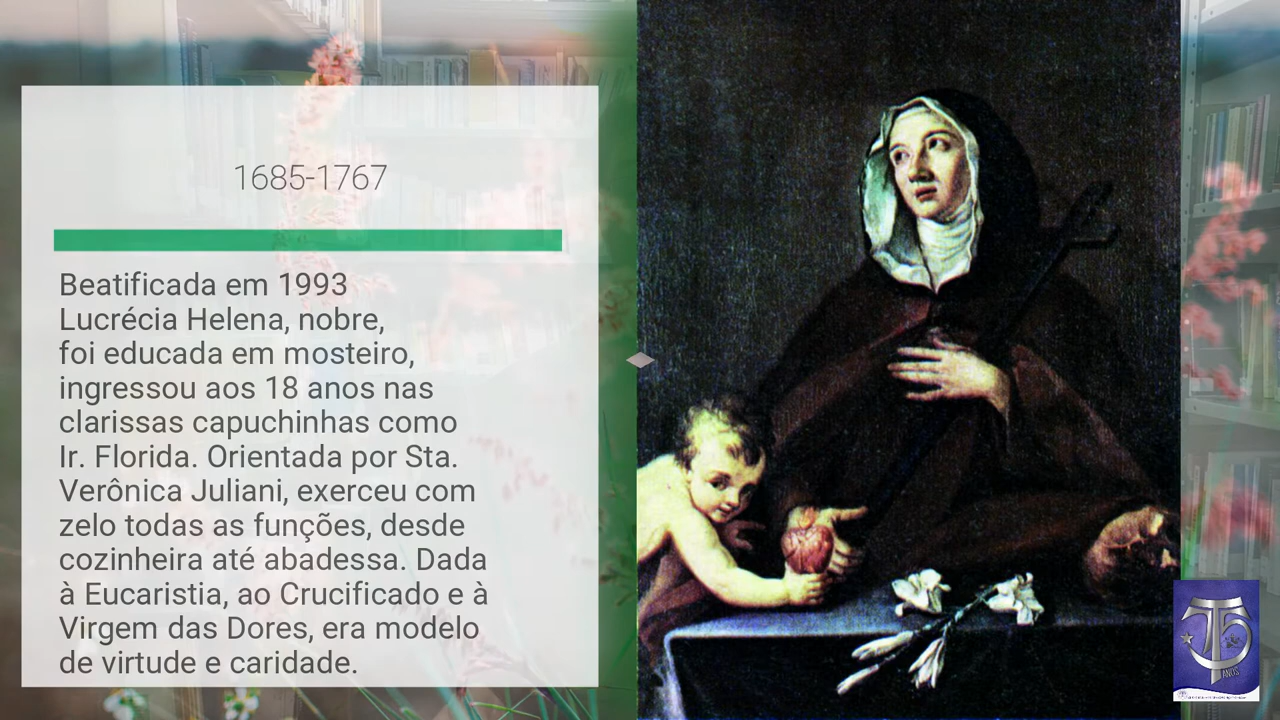 1685-1767
Beatificada em 1993
Lucrécia Helena, nobre,
foi educada em mosteiro,
ingressou aos 18 anos nas
clarissas capuchinhas como
Ir. Florida. Orientada por Sta.
Verônica Juliani, exerceu com
zelo todas as funções, desde
cozinheira até abadessa. Dada
à Eucaristia, ao Crucificado e à
Virgem das Dores, era modelo
de virtude e caridade.
ANOS